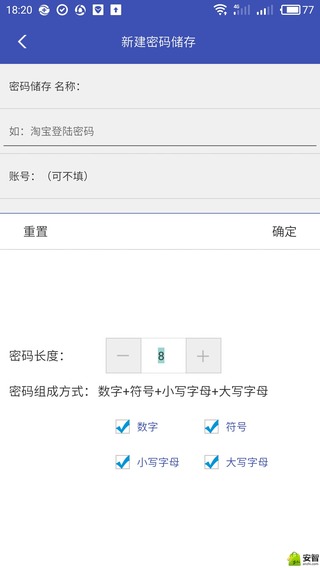 18:20
4G
77
新建密码储存
密码储存 名称：
如：淘宝登陆密码
账号：（可不填）
重置
确定
密码长度：
8
密码组成方式：数字+符号+小写字母+大写字母
数字
符号
小写字母
大写字母
安智